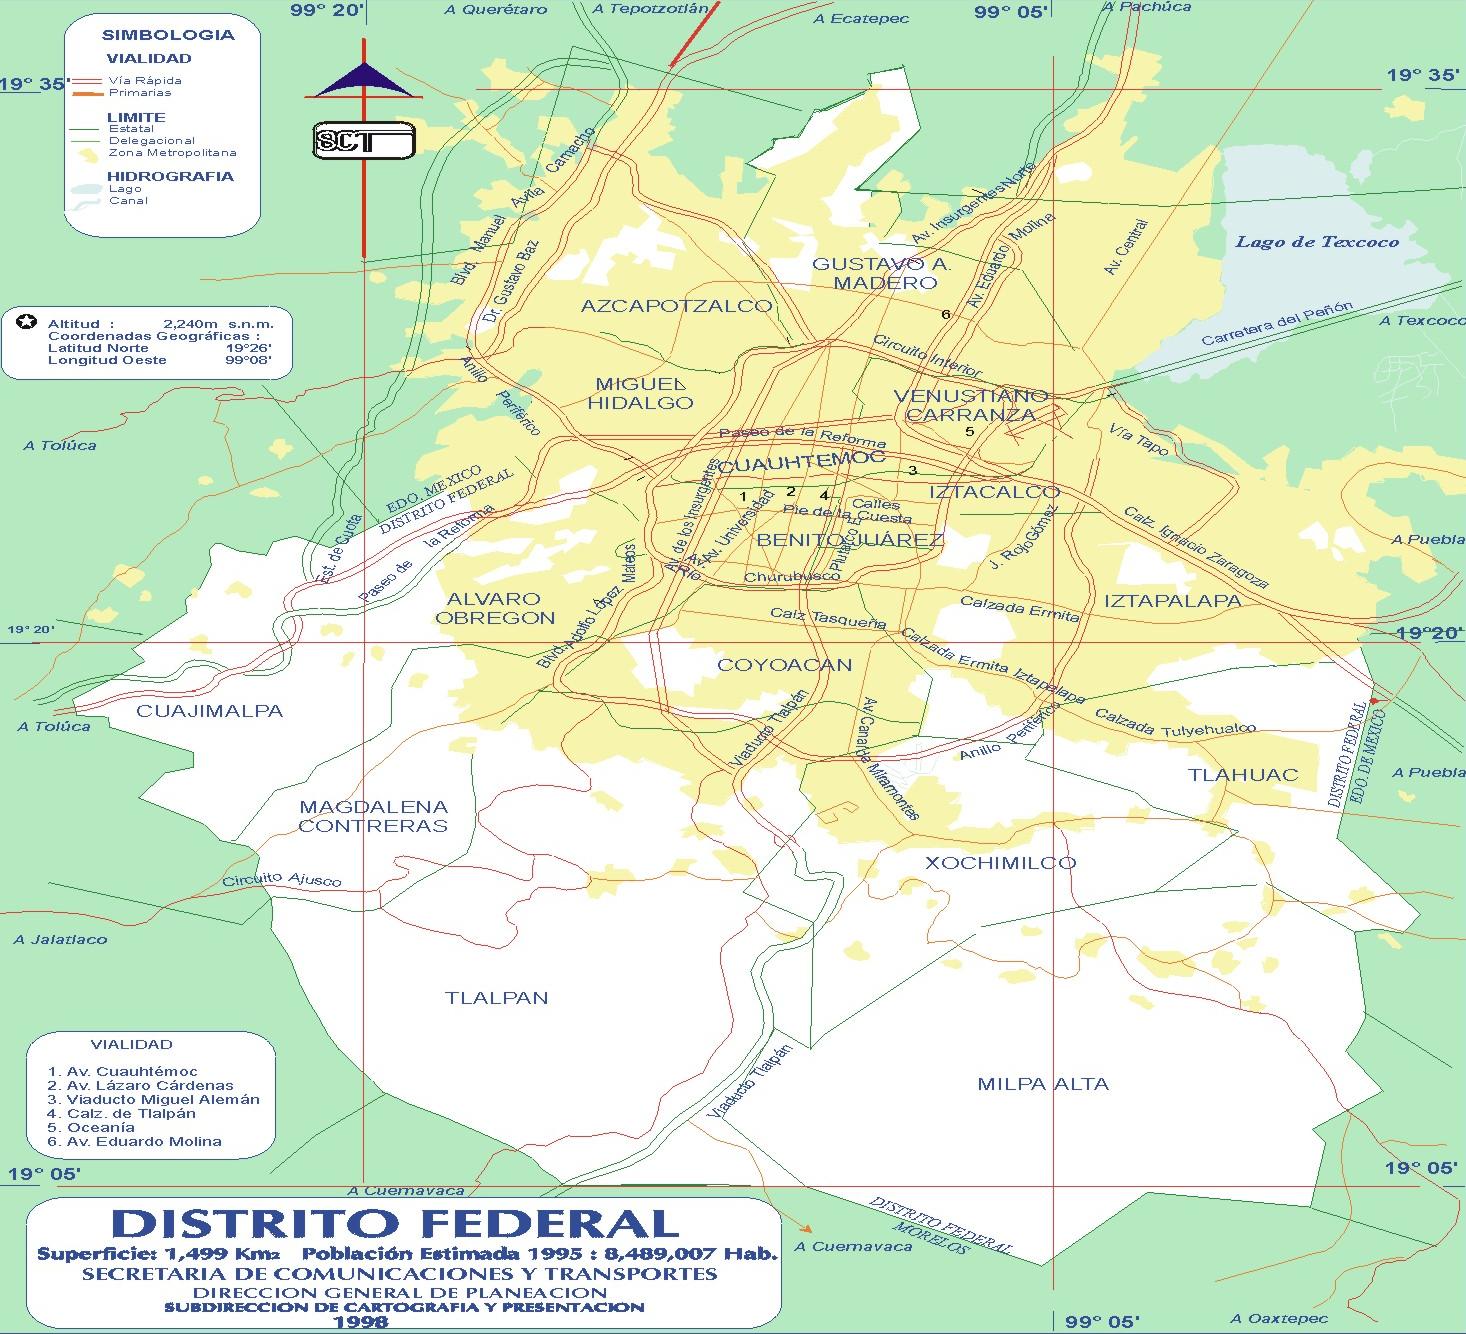 99° 20'
A Querétaro
A Tepotzotlán
A Ecatepec
99° 05'
A Pachúca
SIMBOLOGIA
VIALIDAD
Vía Rápida
Primarias
LIMITE
Estatal
Delegacional
Zona Metropolitana
HIDROGRAFIA
Lago
Canal
19° 35'
19° 35'
SCT
Altitud : 2,240m s.n.m.
Coordenadas Geográficas :
Latitud Norte 19°26'
Longitud Oeste 99°08'
Blvd. Manuel Avila Camacho
Dr. Gustavo Baz
Av. Insurgentes Norte
Av. Eduardo Molina
Av. Central
Lago de Texcoco
GUSTAVO A.
MADERO
AZCAPOTZALCO
6
Carretera del Peñón
A Texcoco
Circuito Interior
Anillo Periférico
MIGUEL
HIDALGO
VENUSTIANO
CARRANZA
5
Vía Tapo
A Tolúca
Paseo de la Reforma
CUAUHTEMOC
3
EDO. MEXICO
DISTRITO FEDERAL
IZTACALCO
1
2
4
Av. de los Insurgentes
Av. Universidad
Calles
Pie de la Cuesta
Plutarco E.
BENITO JUÁREZ
J. Rojo Gómez
Calz. Ignacio Zaragoza
A Puebla
Est. de Cuota
Paseo de la Reforma
Mateos
Av.
Río
Churubusco
ALVARO
OBREGON
Calz Tasqueña
Calzada Ermita
IZTAPALAPA
19° 20'
19°20'
Blvd. Adolfo López
COYOACAN
Calzada Ermita Iztapalapa
CUAJIMALPA
A Tolúca
Viaducto Tlalpán
Av. Canal de Miramontes
Anillo Periférico
Calzada Tulyehualco
DISTRITO FEDERAL
EDO. DE MEXICO
TLAHUAC
A Puebla
MAGDALENA
CONTRERAS
XOCHIMILCO
Circuito Ajusco
A Jalatlaco
TLALPAN
VIALIDAD
1. Av. Cuauhtémoc
2. Av. Lázaro Cárdenas
3. Viaducto Miguel Alemán
4. Calz. de Tlalpán
5. Oceanía
6. Av. Eduardo Molina
Viaducto Tlalpán
MILPA ALTA
19° 05'
19° 05'
A Cuernavaca
DISTRITO FEDERAL
MORELOS
A Cuernavaca
DISTRITO FEDERAL
Superficie: 1,499 Km2 Población Estimada 1995 : 8,489,007 Hab.
SECRETARIA DE COMUNICACIONES Y TRANSPORTES
DIRECCION GENERAL DE PLANEACION
SUBDIRECCION DE CARTOGRAFIA Y PRESENTACION
1998
99° 05'
A Oaxtepec